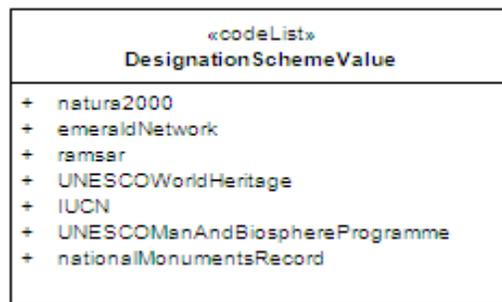 «codeList»
DesignationSchemeValue
+ natura2000
+ emeraldNetwork
+ ramsar
+ UNESCOWorldHeritage
+ IUCN
+ UNESCOManAndBiosphereProgramme
+ nationalMonumentsRecord